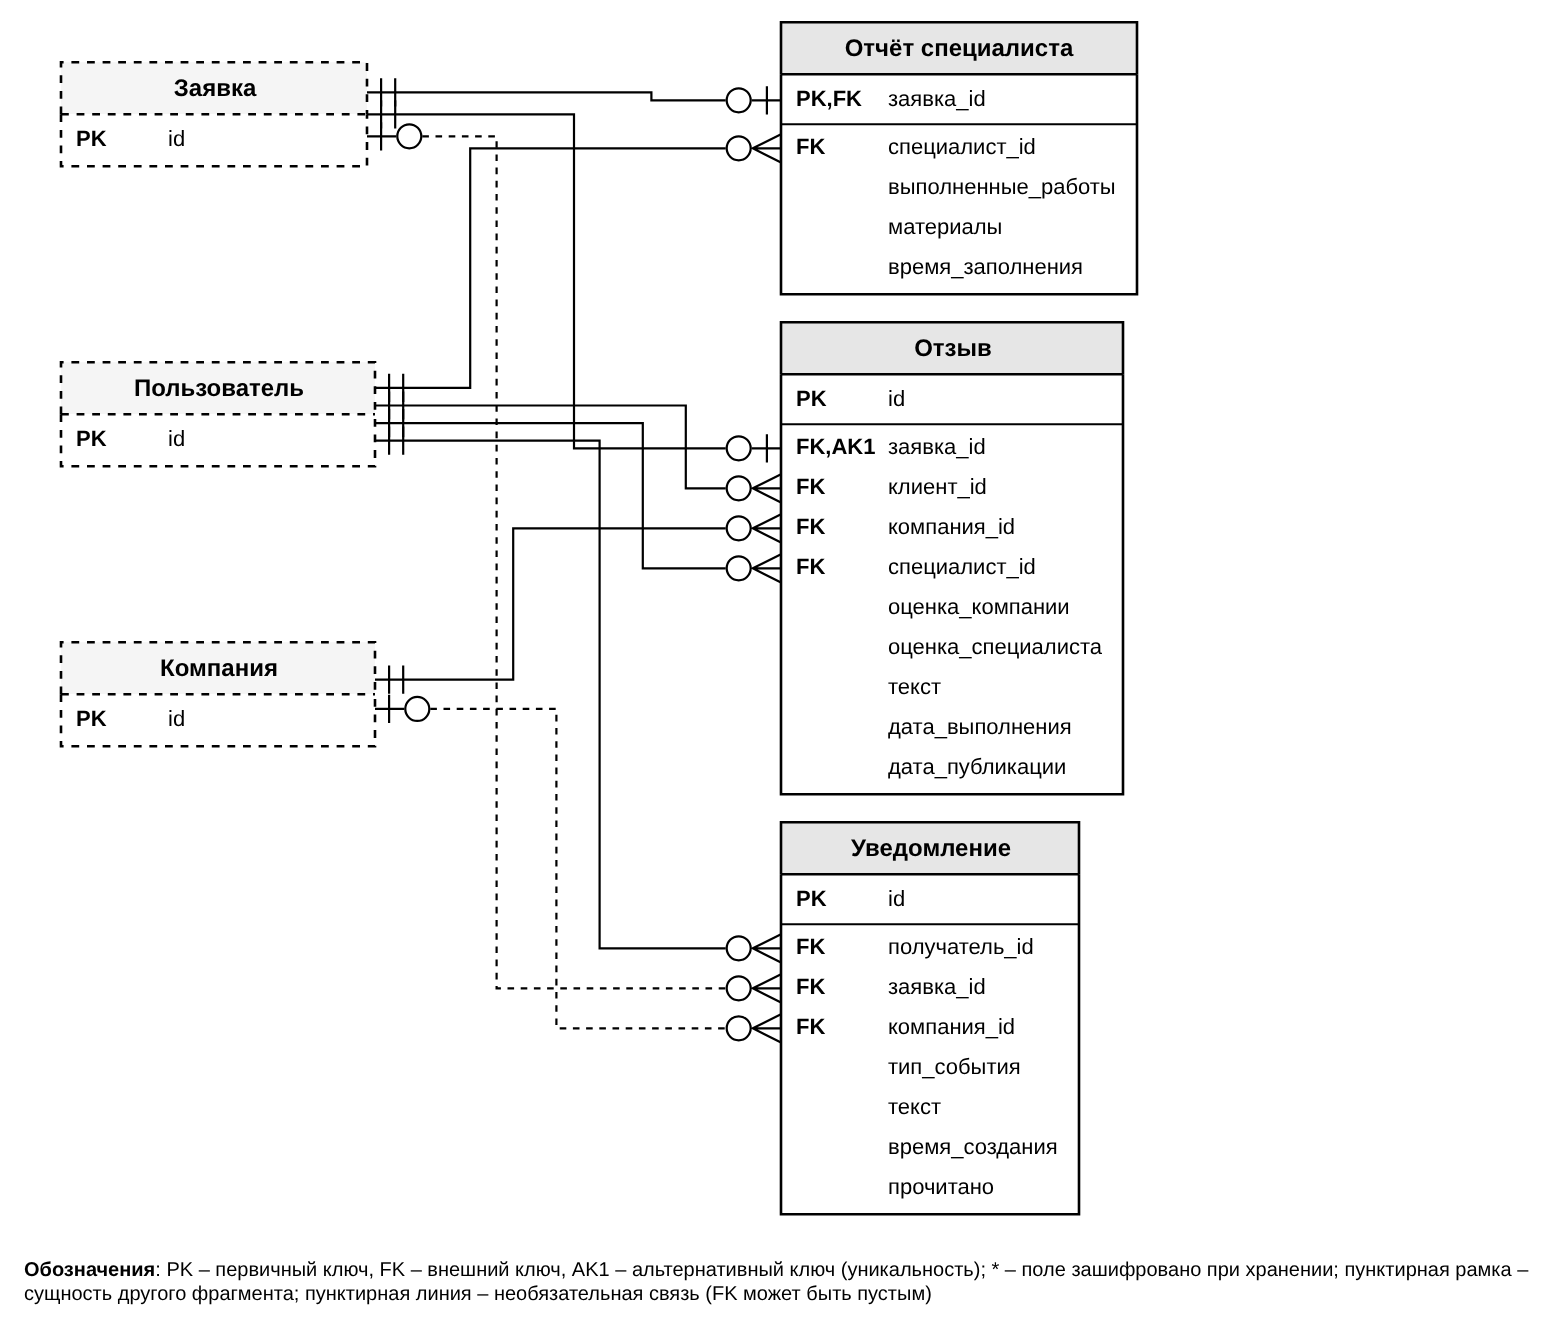 Заявка
PK id
Пользователь
PK id
Компания
PK id
Отчёт специалиста
PK,FK заявка_id
FK специалист_id
выполненные_работы
материалы
время_заполнения
Отзыв
PK id
FK,AK1 заявка_id
FK клиент_id
FK компания_id
FK специалист_id
оценка_компании
оценка_специалиста
текст
дата_выполнения
дата_публикации
Уведомление
PK id
FK получатель_id
FK заявка_id
FK компания_id
тип_события
текст
время_создания
прочитано
Обозначения: PK – первичный ключ, FK – внешний ключ, AK1 – альтернативный ключ (уникальность); * – поле зашифровано при хранении; пунктирная рамка –
сущность другого фрагмента; пунктирная линия – необязательная связь (FK может быть пустым)